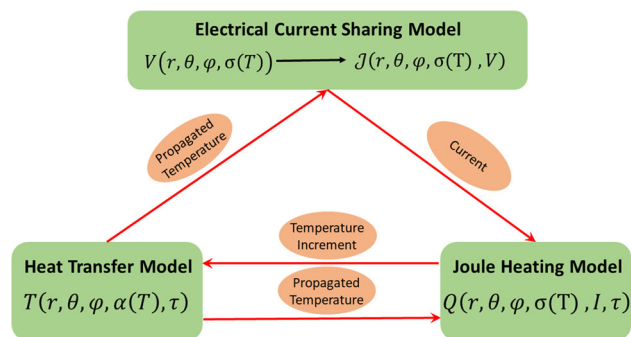 Electrical Current Sharing Model
V(r, θ, φ, σ(T)) ⟶ 𝒥(r, θ, φ, σ(T) , V)
Propagated
Temperature
Current
Temperature
Increment
Heat Transfer Model
T(r, θ, φ, α(T), τ)
Propagated
Temperature
Joule Heating Model
Q(r, θ, φ, σ(T) , I, τ)